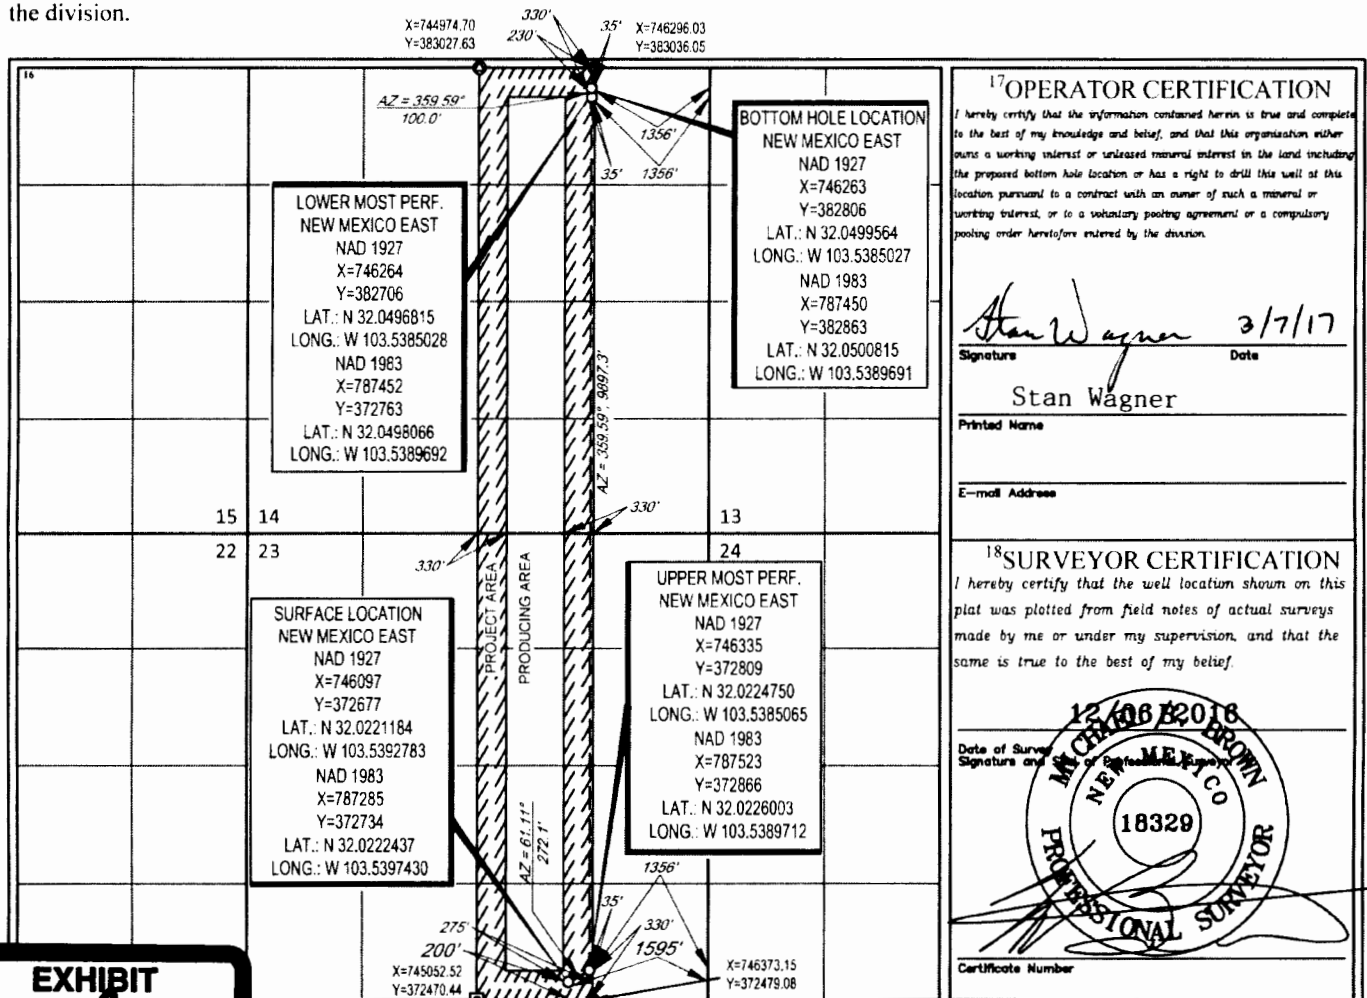 the division.
X=744974.70
Y=383027.63
330'
230'
35'
X=746296.03
Y=383036.05
16
AZ = 359.59°
100.0'
1356'
35'
1356'
BOTTOM HOLE LOCATION
NEW MEXICO EAST
NAD 1927
X=746263
Y=382806
LAT.: N 32.0499564
LONG.: W 103.5385027
NAD 1983
X=787450
Y=382863
LAT.: N 32.0500815
LONG.: W 103.5389691
LOWER MOST PERF.
NEW MEXICO EAST
NAD 1927
X=746264
Y=382706
LAT.: N 32.0496815
LONG.: W 103.5385028
NAD 1983
X=787452
Y=372763
LAT.: N 32.0498066
LONG.: W 103.5389692
AZ = 359.59°, 9897.3'
330'
15 14
13
22 23
24
330'
PROJECT AREA
PRODUCING AREA
SURFACE LOCATION
NEW MEXICO EAST
NAD 1927
X=746097
Y=372677
LAT.: N 32.0221184
LONG.: W 103.5392783
NAD 1983
X=787285
Y=372734
LAT.: N 32.0222437
LONG.: W 103.5397430
UPPER MOST PERF.
NEW MEXICO EAST
NAD 1927
X=746335
Y=372809
LAT.: N 32.0224750
LONG.: W 103.5385065
NAD 1983
X=787523
Y=372866
LAT.: N 32.0226003
LONG.: W 103.5389712
AZ = 61.11°
272.1'
1356'
35'
330'
1595'
275'
200'
X=745052.52
Y=372470.44
X=746373.15
Y=372479.08
EXHIBIT
17 OPERATOR CERTIFICATION
I hereby certify that the information contained herein is true and complete
to the best of my knowledge and belief, and that this organization either
owns a working interest or unleased mineral interest in the land including
the proposed bottom hole location or has a right to drill this well at this
location pursuant to a contract with an owner of such a mineral or
working interest, or to a voluntary pooling agreement or a compulsory
pooling order heretofore entered by the division.
Stan Wagner 3/7/17
Signature Date
Stan Wagner
Printed Name
E-mail Address
18 SURVEYOR CERTIFICATION
I hereby certify that the well location shown on this
plat was plotted from field notes of actual surveys
made by me or under my supervision, and that the
same is true to the best of my belief.
12/06/2016
Date of Survey
Signature and Seal of Professional Surveyor
MICHAEL B. BROWN
NEW MEXICO
18329
PROFESSIONAL SURVEYOR
Certificate Number